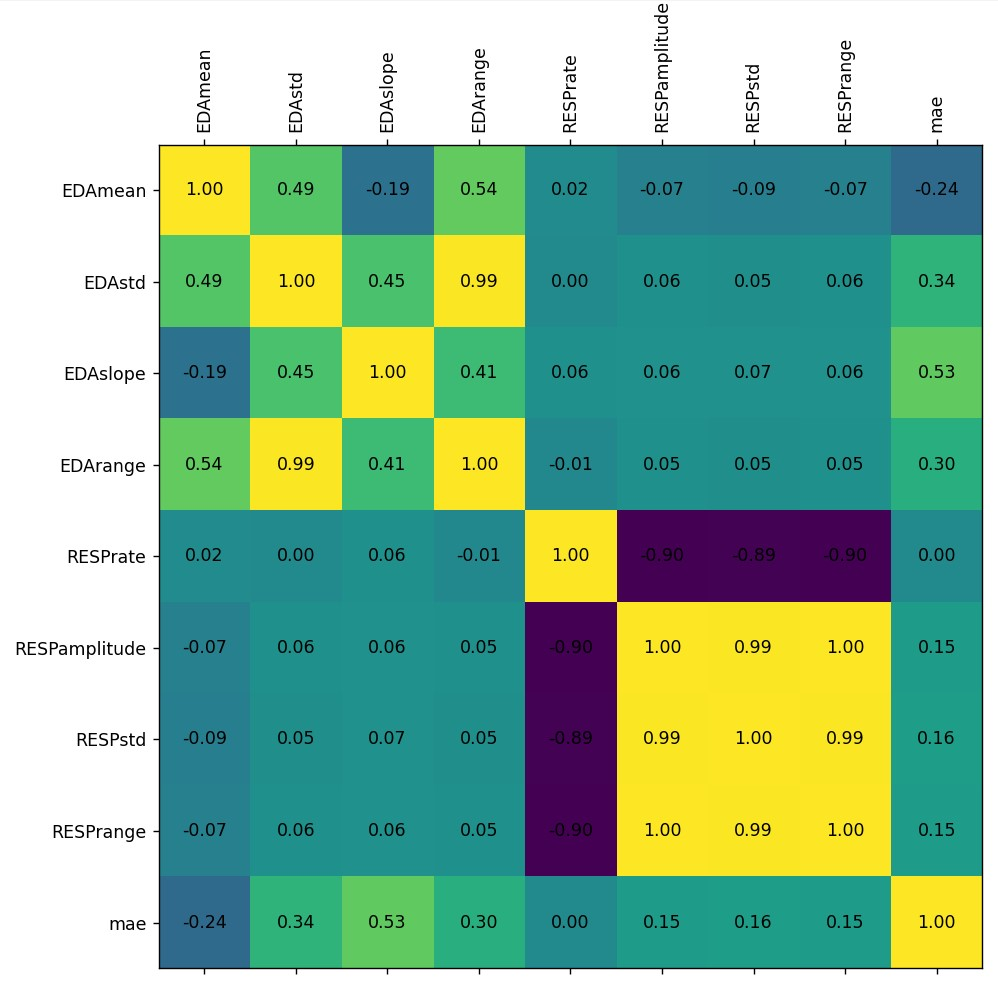 EDAmean EDAstd EDAslope EDArange RESPrate RESPamplitude RESPstd RESPrange mae
EDAmean 1.00 0.49 -0.19 0.54 0.02 -0.07 -0.09 -0.07 -0.24
EDAstd 0.49 1.00 0.45 0.99 0.00 0.06 0.05 0.06 0.34
EDAslope -0.19 0.45 1.00 0.41 0.06 0.06 0.07 0.06 0.53
EDArange 0.54 0.99 0.41 1.00 -0.01 0.05 0.05 0.05 0.30
RESPrate 0.02 0.00 0.06 -0.01 1.00 -0.90 -0.89 -0.90 0.00
RESPamplitude -0.07 0.06 0.06 0.05 -0.90 1.00 0.99 1.00 0.15
RESPstd -0.09 0.05 0.07 0.05 -0.89 0.99 1.00 0.99 0.16
RESPrange -0.07 0.06 0.06 0.05 -0.90 1.00 0.99 1.00 0.15
mae -0.24 0.34 0.53 0.30 0.00 0.15 0.16 0.15 1.00